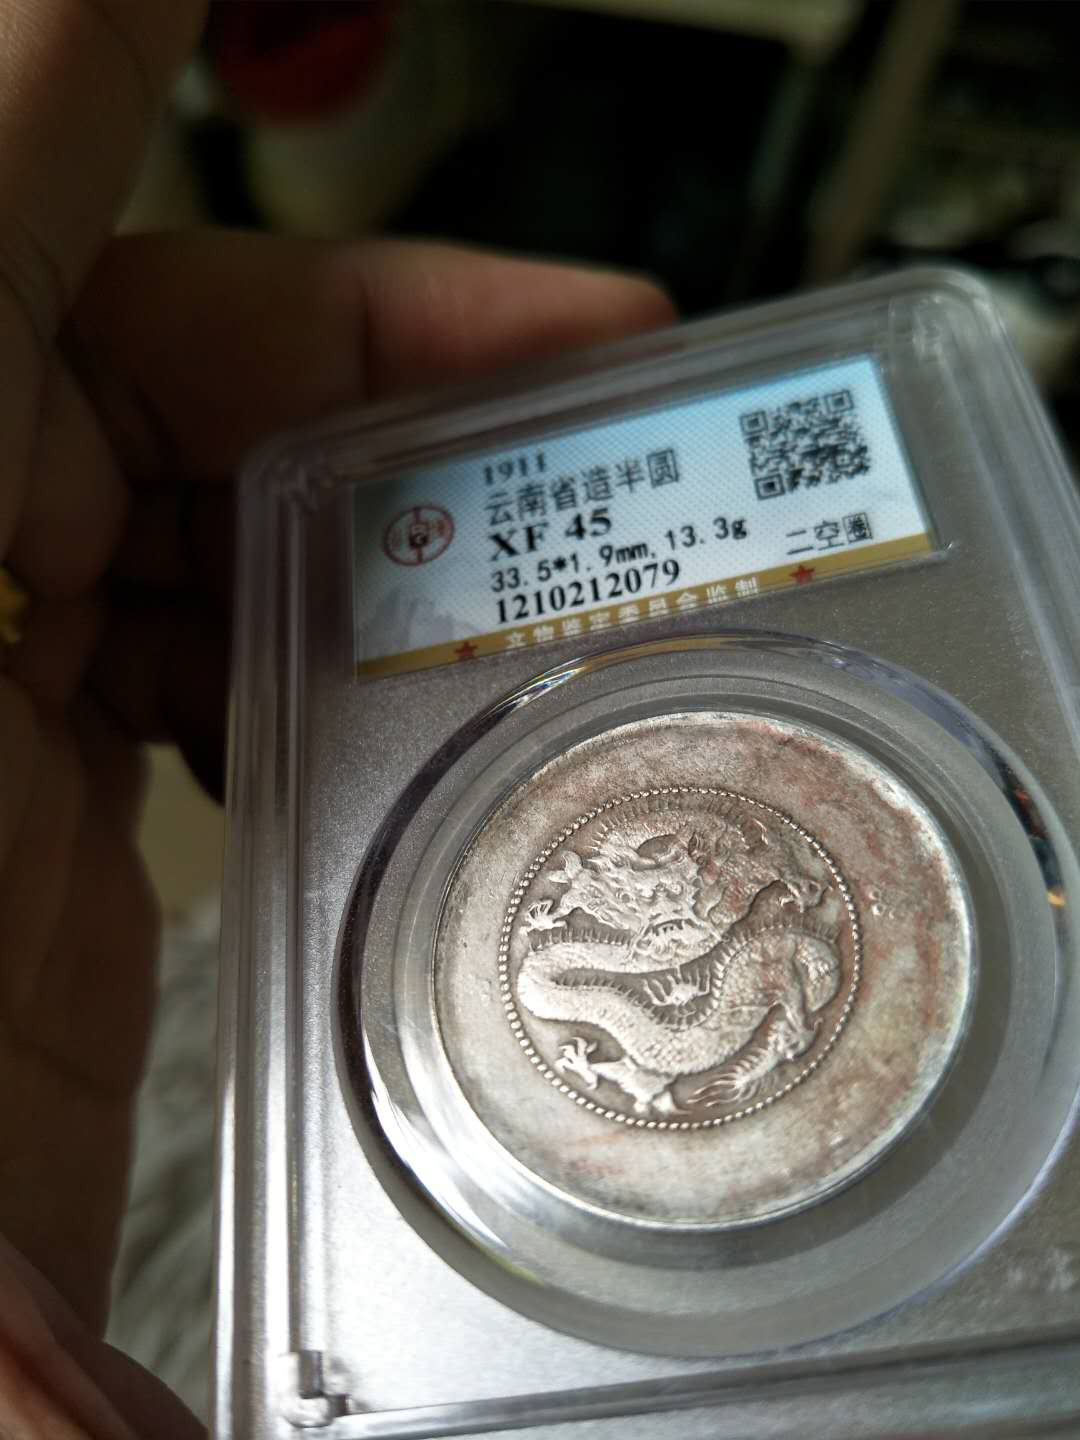 1911
云南省造半圆
XF 45
33.5*1.9mm,13.3g
二空圈
1210212079
文物鉴定委员会监制